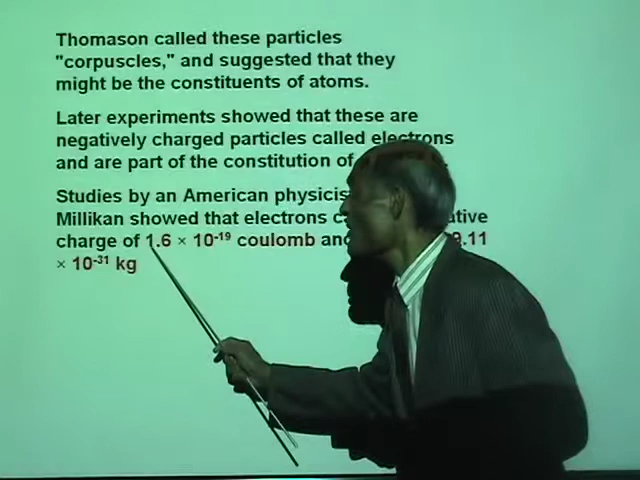 Thomason called these particles
"corpuscles," and suggested that they
might be the constituents of atoms.
Later experiments showed that these are
negatively charged particles called electrons
and are part of the constitution of
Studies by an American physicis
Millikan showed that electrons c ative
charge of 1.6 × 10⁻¹⁹ coulomb and 9.11
× 10⁻³¹ kg